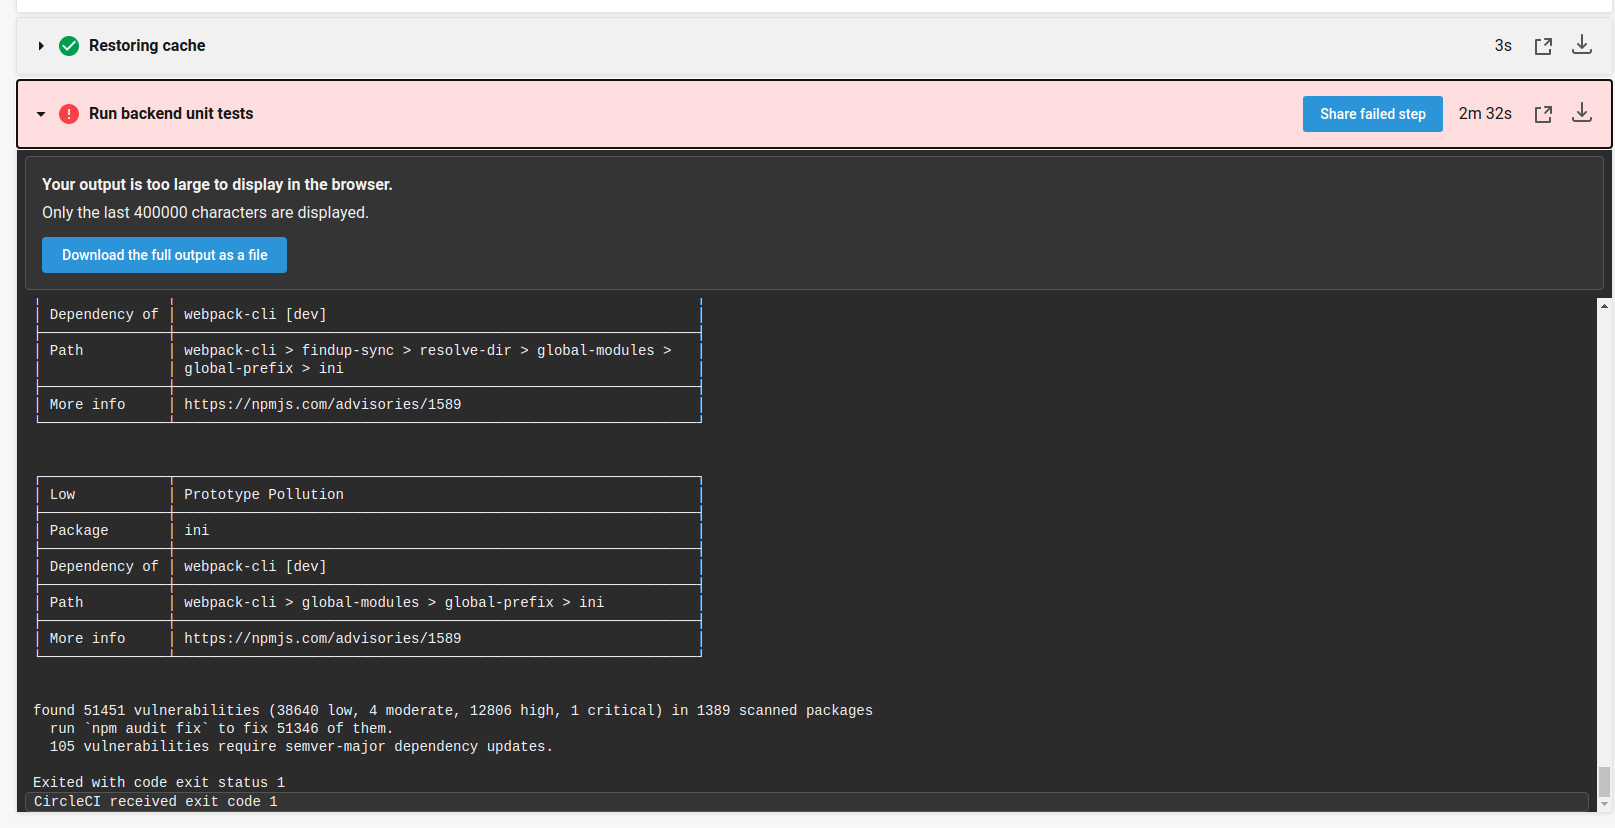 Restoring cache
3s
Run backend unit tests
Share failed step
2m 32s
Your output is too large to display in the browser.
Only the last 400000 characters are displayed.
Download the full output as a file
Dependency of webpack-cli [dev]
Path webpack-cli > findup-sync > resolve-dir > global-modules >
global-prefix > ini
More info https://npmjs.com/advisories/1589
Low Prototype Pollution
Package ini
Dependency of webpack-cli [dev]
Path webpack-cli > global-modules > global-prefix > ini
More info https://npmjs.com/advisories/1589
found 51451 vulnerabilities (38640 low, 4 moderate, 12806 high, 1 critical) in 1389 scanned packages
run `npm audit fix` to fix 51346 of them.
105 vulnerabilities require semver-major dependency updates.
Exited with code exit status 1
CircleCI received exit code 1